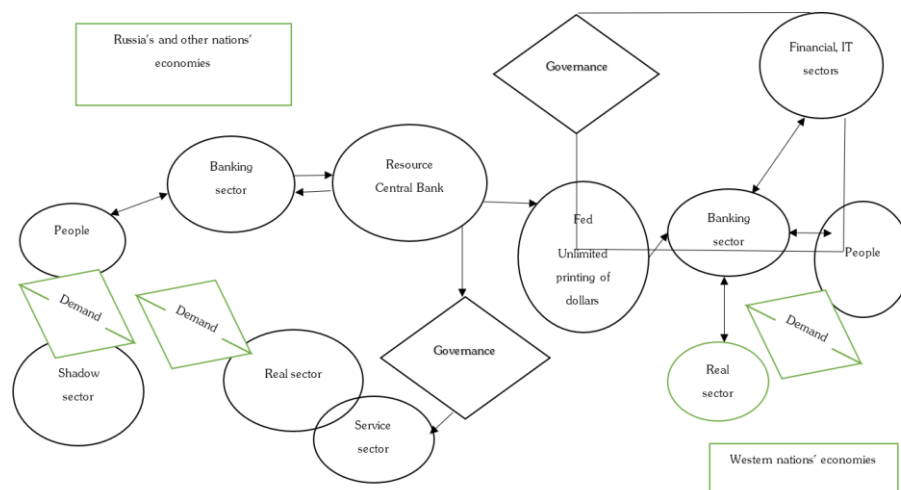 Russia's and other nations'
economies
Governance
Financial, IT
sectors
Banking
sector
Resource
Central Bank
People
Fed
Unlimited
printing of
dollars
Banking
sector
People
Demand
Demand
Demand
Governance
Shadow
sector
Real sector
Real
sector
Service
sector
Western nations' economies